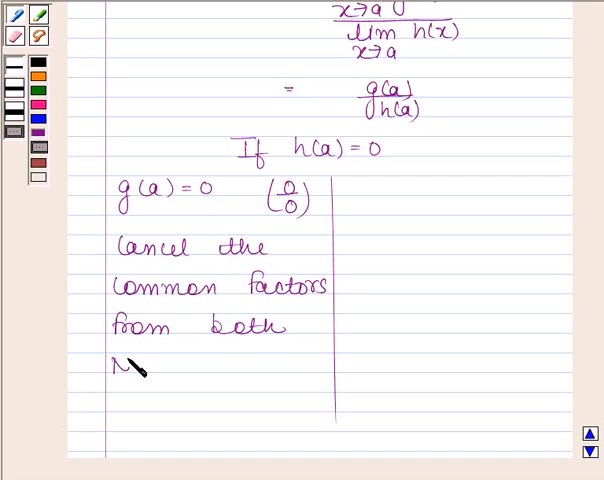 x→a
lim h(x)
x→a
= g(a)/h(a)
If h(a) = 0
g(a) = 0 (0/0)
Cancel the
common factors
from both
N